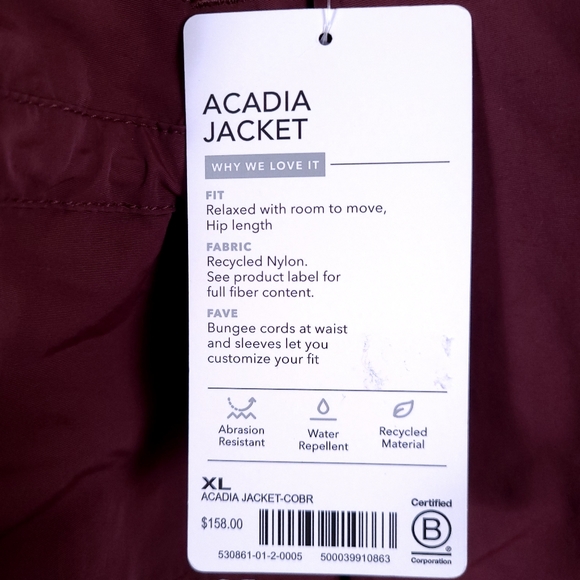 ACADIA
JACKET
WHY WE LOVE IT
FIT
Relaxed with room to move,
Hip length
FABRIC
Recycled Nylon.
See product label for
full fiber content.
FAVE
Bungee cords at waist
and sleeves let you
customize your fit
Abrasion
Resistant
Water
Repellent
Recycled
Material
XL
ACADIA JACKET-COBR
$158.00
530861-01-2-0005 500039910863
Certified
B
®
Corporation